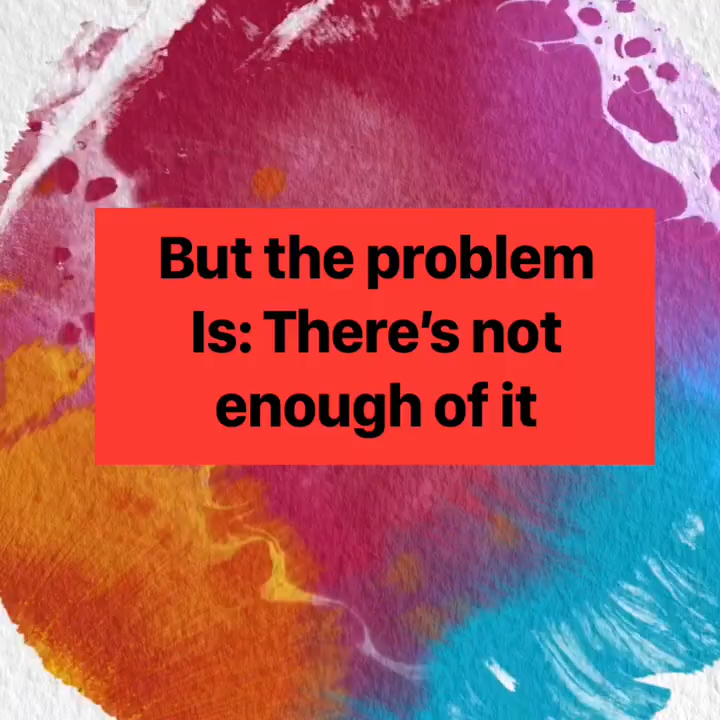 But the problem
Is: There’s not
enough of it